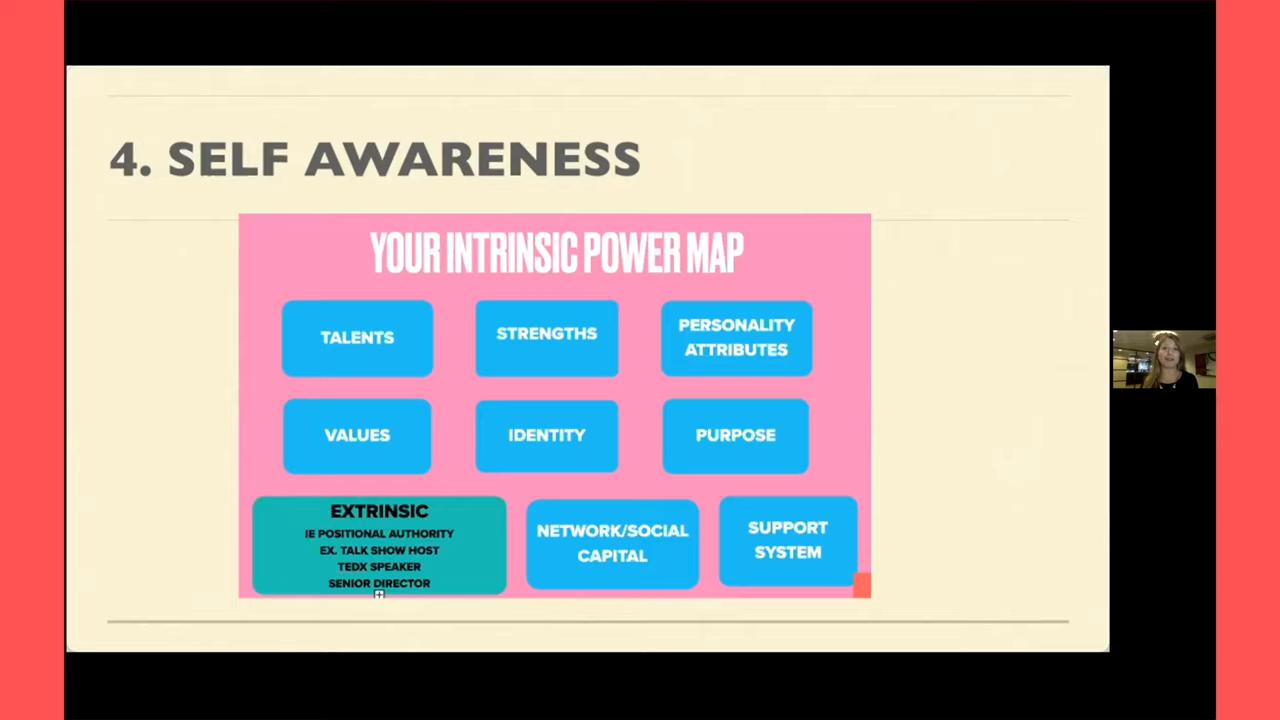 4. SELF AWARENESS
YOUR INTRINSIC POWER MAP
TALENTS
STRENGTHS
PERSONALITY
ATTRIBUTES
VALUES
IDENTITY
PURPOSE
EXTRINSIC
IE POSITIONAL AUTHORITY
EX. TALK SHOW HOST
TEDX SPEAKER
SENIOR DIRECTOR
NETWORK/SOCIAL
CAPITAL
SUPPORT
SYSTEM